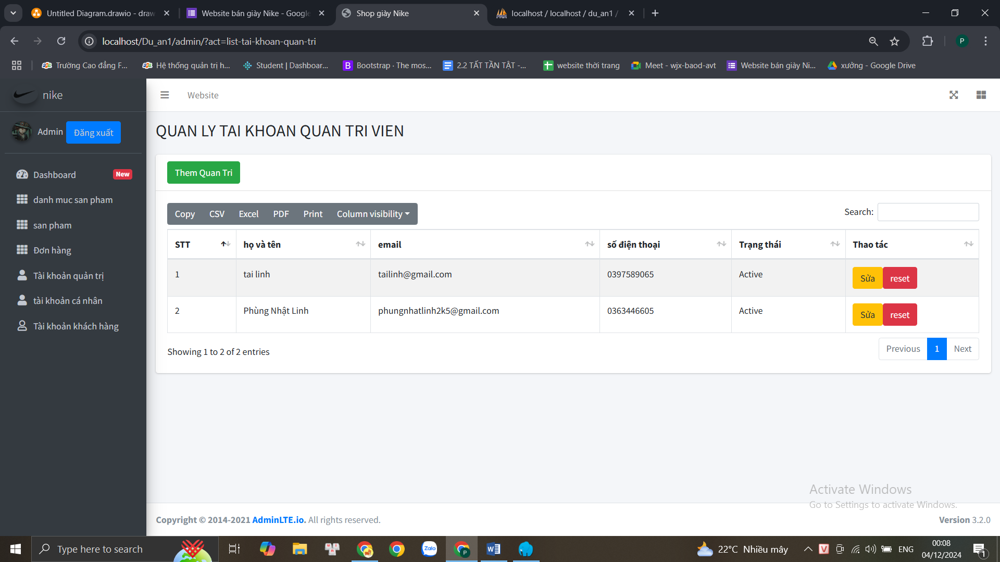 Untitled Diagram.drawio - draw
Website bán giày Nike - Google
Shop giày Nike
localhost / localhost / du_an1 /
localhost/Du_an1/admin/?act=list-tai-khoan-quan-tri
P
Trường Cao đẳng F...
Hệ thống quản trị h...
Student | Dashboar...
B Bootstrap · The mos...
2.2 TẤT TẦN TẬT -...
website thời trang
Meet - wjx-baod-avt
Website bán giày Ni...
xưởng - Google Drive
nike
Website
Admin Đăng xuất
Dashboard New
danh muc san pham
san pham
Đơn hàng
Tài khoản quản trị
tài khoản cá nhân
Tài khoản khách hàng
QUAN LY TAI KHOAN QUAN TRI VIEN
Them Quan Tri
Copy CSV Excel PDF Print Column visibility
Search:
STT họ và tên email số điện thoại Trạng thái Thao tác
1 tai linh tailinh@gmail.com 0397589065 Active Sửa reset
2 Phùng Nhật Linh phungnhatlinh2k5@gmail.com 0363446605 Active Sửa reset
Showing 1 to 2 of 2 entries
Previous 1 Next
Activate Windows
Go to Settings to activate Windows.
Copyright © 2014-2021 AdminLTE.io. All rights reserved.
Version 3.2.0
Type here to search
Zalo
P
W
22°C Nhiều mây
V
ENG
00:08
04/12/2024
1